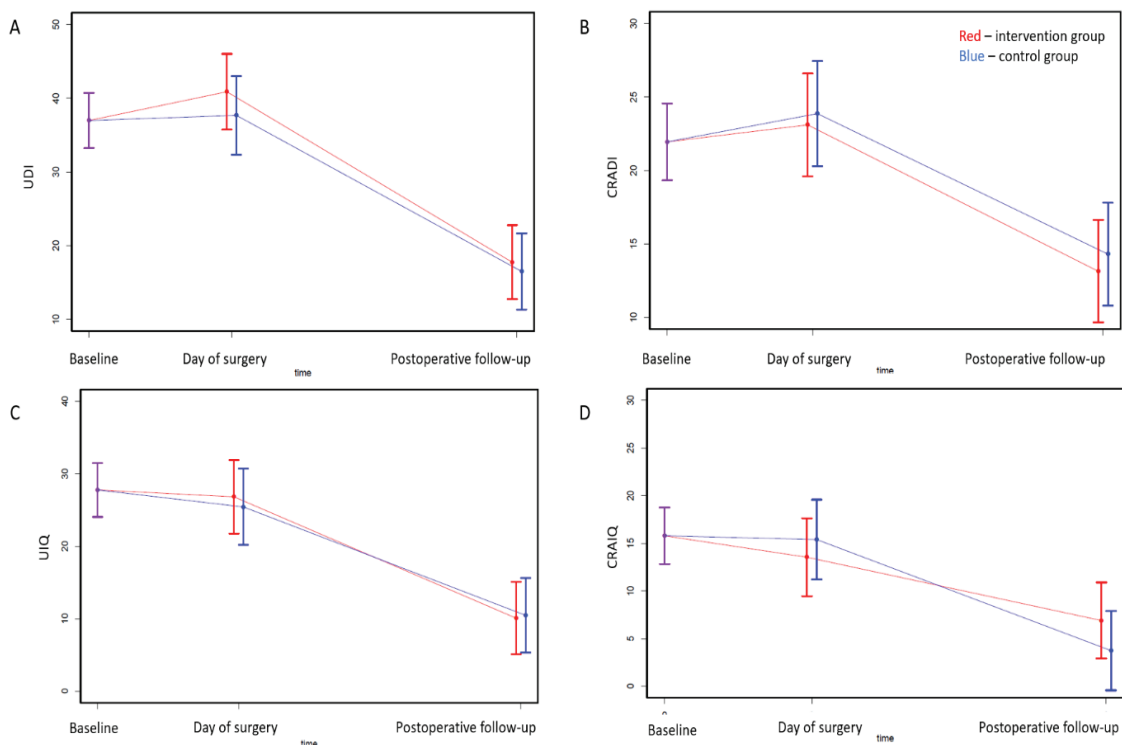 A
UDI
50
40
30
20
10
Baseline
Day of surgery
Postoperative follow-up
time
B
CRADI
30
25
20
15
10
Red – intervention group
Blue – control group
Baseline
Day of surgery
Postoperative follow-up
time
C
UIQ
40
30
20
10
0
Baseline
Day of surgery
Postoperative follow-up
time
D
CRAIQ
30
25
20
15
10
5
0
Baseline
Day of surgery
Postoperative follow-up
time